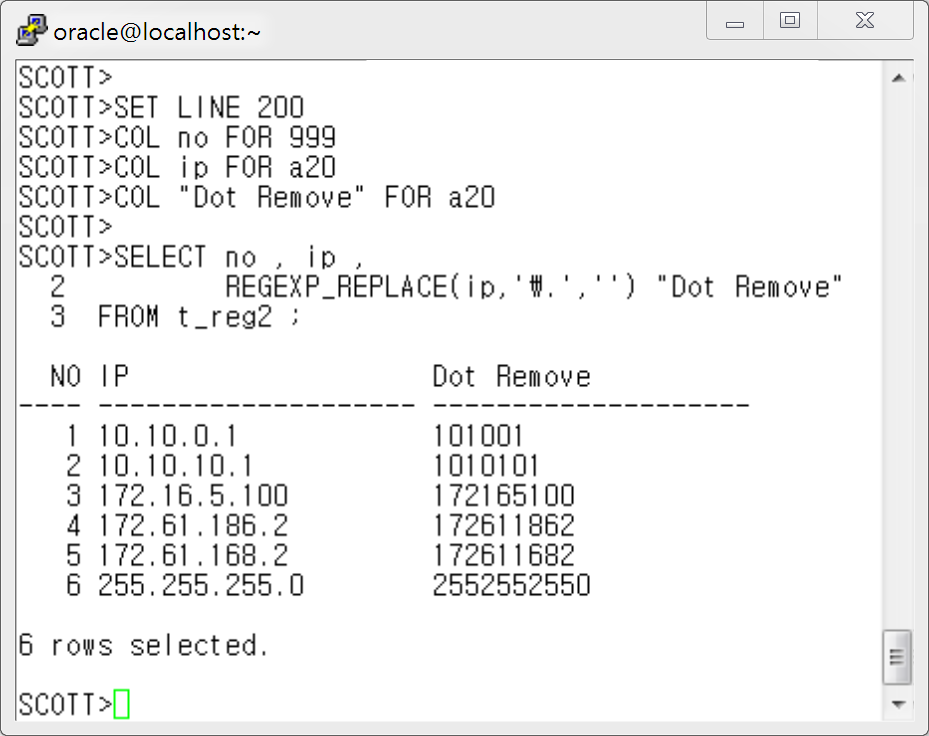 oracle@localhost:~
SCOTT>
SCOTT>SET LINE 200
SCOTT>COL no FOR 999
SCOTT>COL ip FOR a20
SCOTT>COL "Dot Remove" FOR a20
SCOTT>
SCOTT>SELECT no , ip ,
  2          REGEXP_REPLACE(ip,'₩.','') "Dot Remove"
  3  FROM t_reg2 ;

  NO IP                   Dot Remove
---- -------------------- --------------------
   1 10.10.0.1            101001
   2 10.10.10.1           1010101
   3 172.16.5.100         172165100
   4 172.61.186.2         172611862
   5 172.61.168.2         172611682
   6 255.255.255.0        2552552550

6 rows selected.

SCOTT>